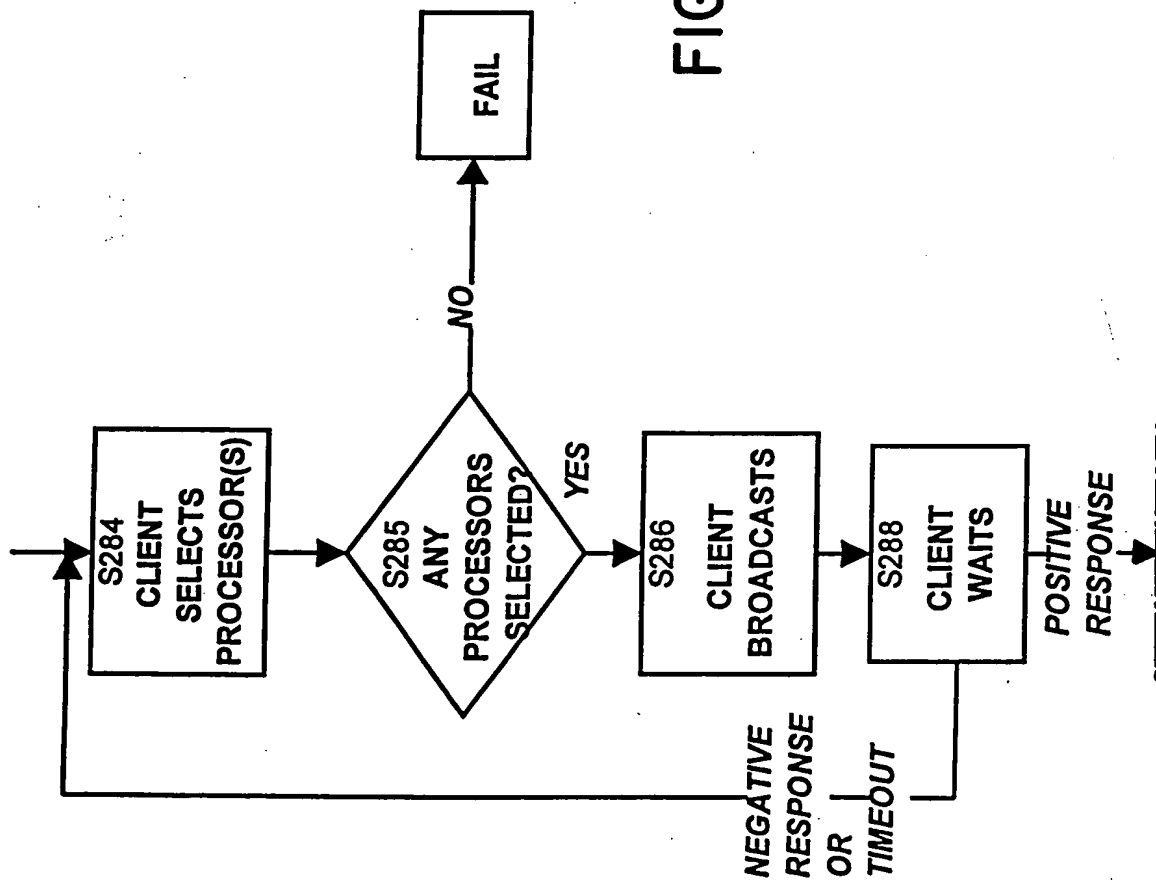 S284
CLIENT
SELECTS
PROCESSOR(S)
S285
ANY
PROCESSORS
SELECTED?
NO
FAIL
YES
S286
CLIENT
BROADCASTS
S288
CLIENT
WAITS
NEGATIVE
RESPONSE
OR
TIMEOUT
POSITIVE
RESPONSE
FIG